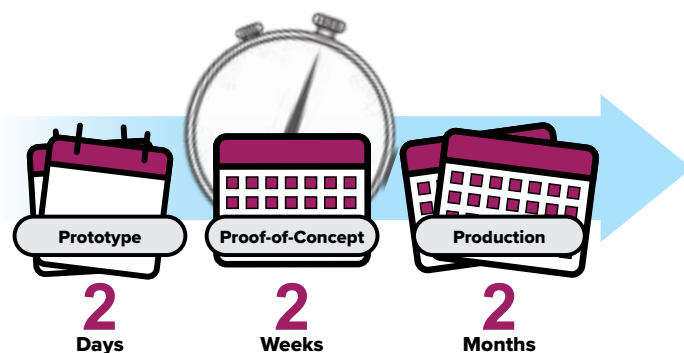 Prototype
Proof-of-Concept
Production
2
2
2
Days
Weeks
Months